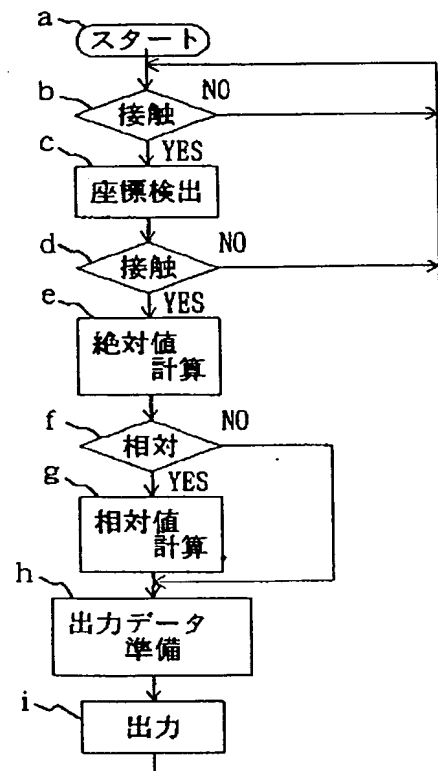 a
スタート
b
接触
NO
YES
c
座標検出
d
接触
NO
YES
e
絶対値
計算
f
相対
NO
YES
g
相対値
計算
h
出力データ
準備
i
出力